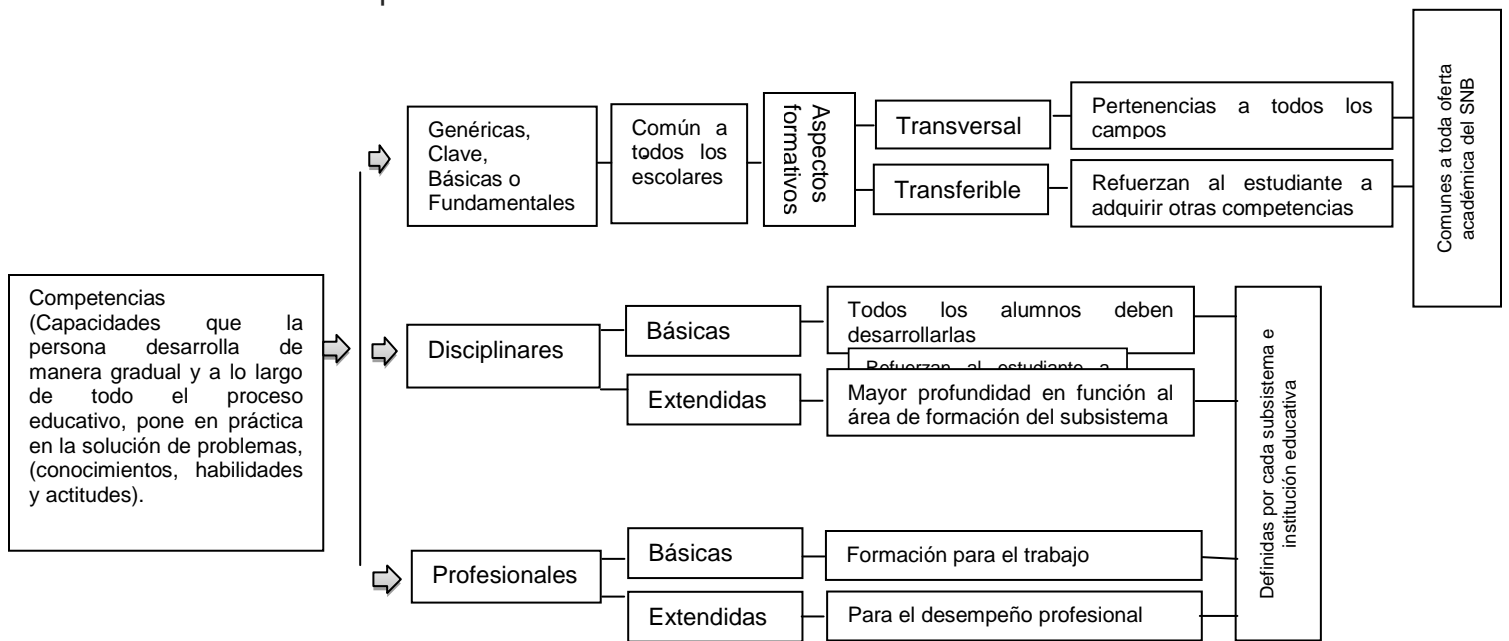 Competencias
(Capacidades que la
persona desarrolla de
manera gradual y a lo largo
de todo el proceso
educativo, pone en práctica
en la solución de problemas,
(conocimientos, habilidades
y actitudes).
Genéricas,
Clave,
Básicas o
Fundamentales
Común a
todos los
escolares
Aspectos
formativos
Transversal
Pertenencias a todos los
campos
Transferible
Refuerzan al estudiante a
adquirir otras competencias
Comunes a toda oferta
académica del SNB
Disciplinares
Básicas
Todos los alumnos deben
desarrollarlas
Refuerzan al estudiante a
Extendidas
Mayor profundidad en función al
área de formación del subsistema
Profesionales
Básicas
Formación para el trabajo
Extendidas
Para el desempeño profesional
Definidas por cada subsistema e
institución educativa